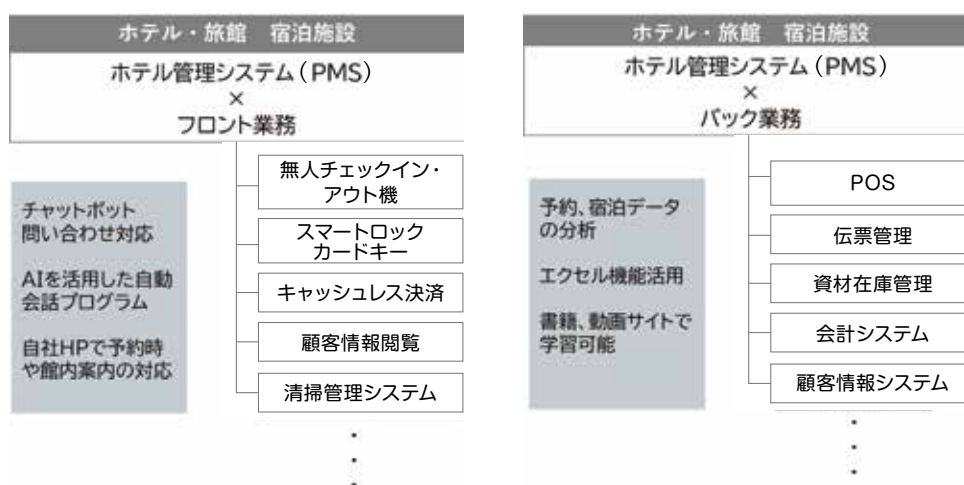 ホテル・旅館　宿泊施設
ホテル管理システム（PMS）
×
フロント業務
チャットボット
問い合わせ対応
AIを活用した自動
会話プログラム
自社HPで予約時
や館内案内の対応
無人チェックイン・
アウト機
スマートロック
カードキー
キャッシュレス決済
顧客情報閲覧
清掃管理システム
・
・
・
ホテル・旅館　宿泊施設
ホテル管理システム（PMS）
×
バック業務
予約、宿泊データ
の分析
エクセル機能活用
書籍、動画サイトで
学習可能
POS
伝票管理
資材在庫管理
会計システム
顧客情報システム
・
・
・